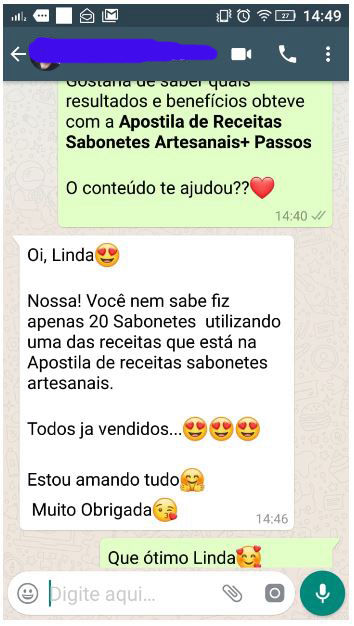 27 14:49
Gostaria de saber quais
resultados e benefícios obteve
com a Apostila de Receitas
Sabonetes Artesanais+ Passos
O conteúdo te ajudou??❤️
14:40
Oi, Linda😍
Nossa! Você nem sabe fiz
apenas 20 Sabonetes utilizando
uma das receitas que está na
Apostila de receitas sabonetes
artesanais.
Todos ja vendidos...😍😍😍
Estou amando tudo🤗
Muito Obrigada😘
14:46
Que ótimo Linda🥰
Digite aqui...